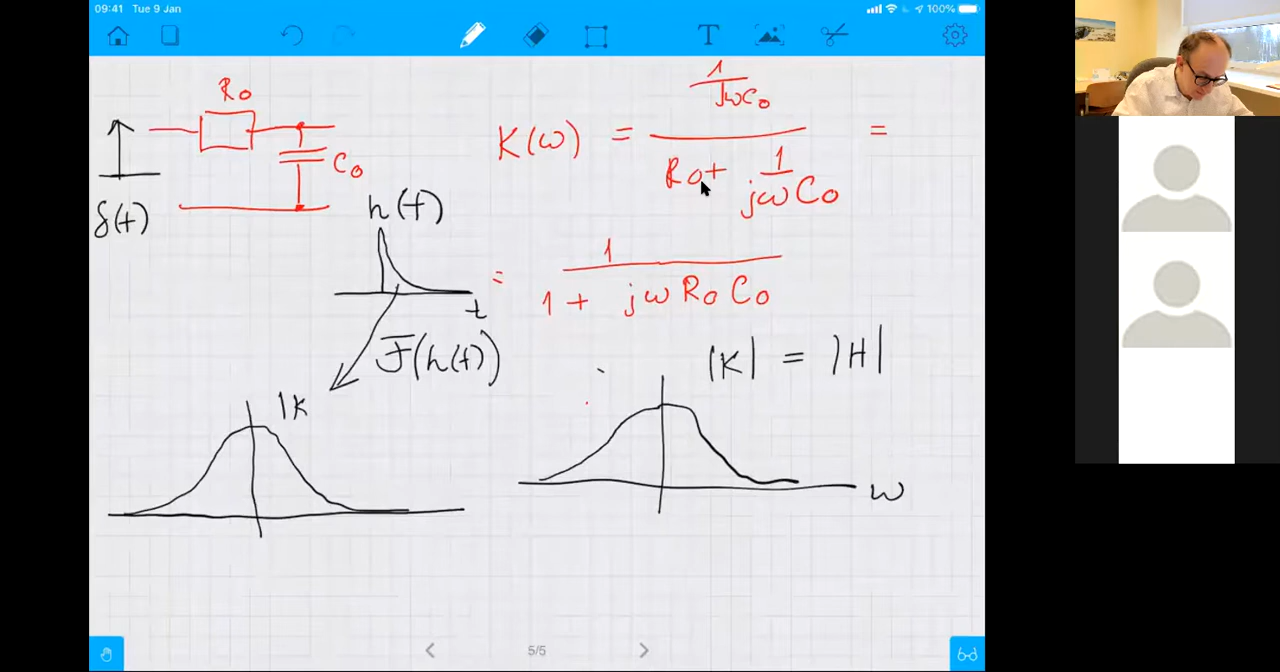 09:41 Tue 9 Jan
100%
T
R₀
C₀
δ(t)
h(t)
t
K(ω) = (1/jωC₀) / (R₀ + 1/jωC₀) =
= 1 / (1 + jωR₀C₀)
F(h(t))
|K| = |H|
|K
ω
5/5